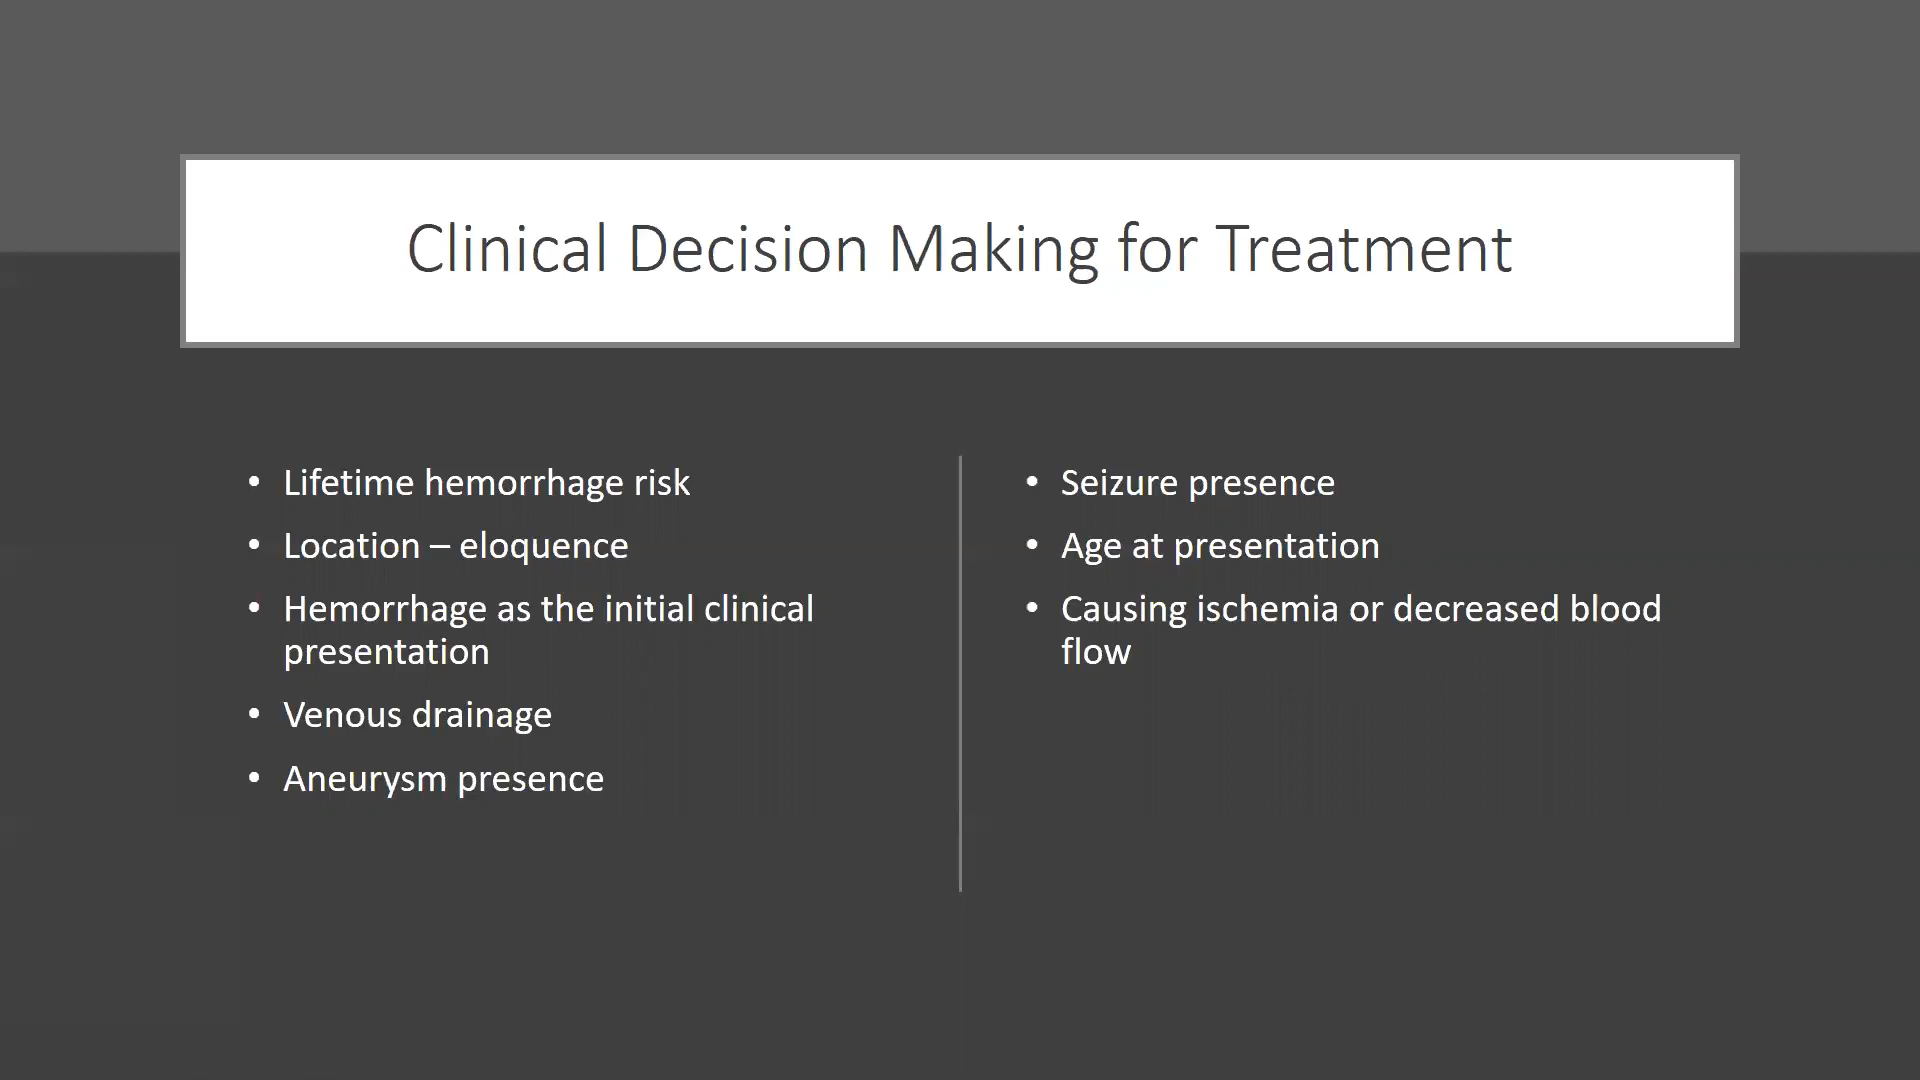 Clinical Decision Making for Treatment
• Lifetime hemorrhage risk
• Location – eloquence
• Hemorrhage as the initial clinical
presentation
• Venous drainage
• Aneurysm presence
• Seizure presence
• Age at presentation
• Causing ischemia or decreased blood
flow